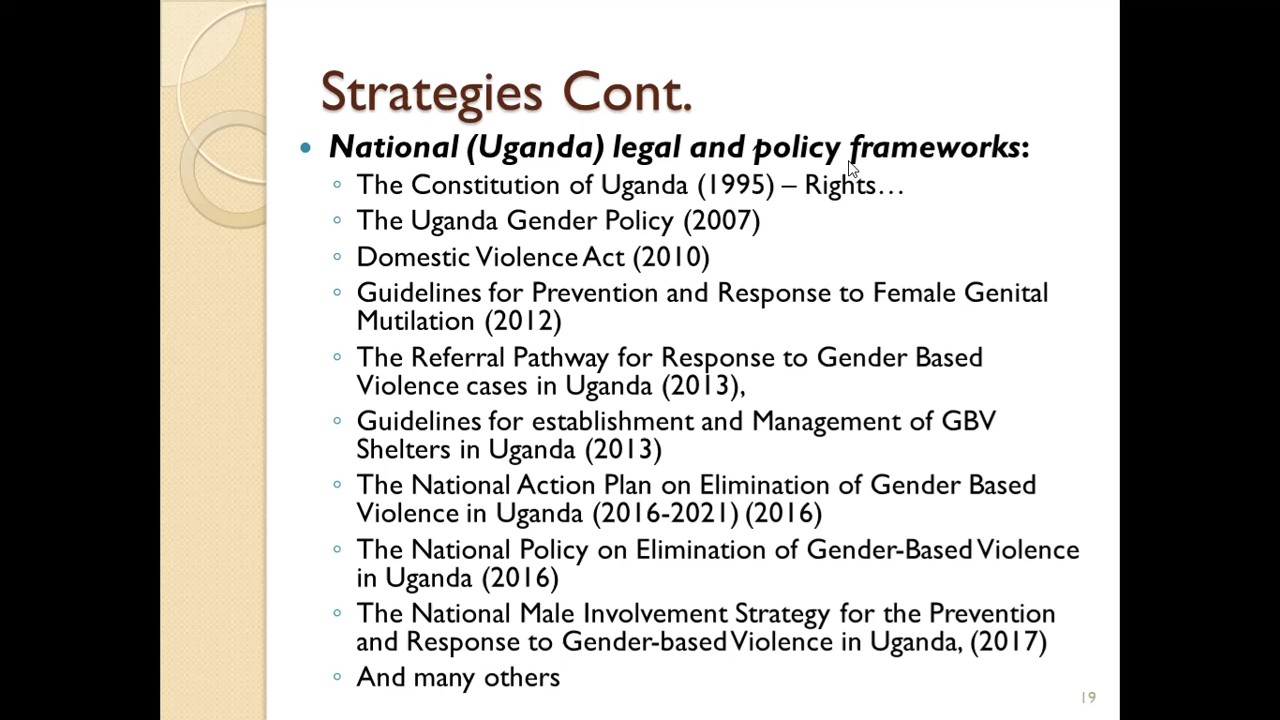 Strategies Cont.
National (Uganda) legal and policy frameworks:
The Constitution of Uganda (1995) – Rights…
The Uganda Gender Policy (2007)
Domestic Violence Act (2010)
Guidelines for Prevention and Response to Female Genital
Mutilation (2012)
The Referral Pathway for Response to Gender Based
Violence cases in Uganda (2013),
Guidelines for establishment and Management of GBV
Shelters in Uganda (2013)
The National Action Plan on Elimination of Gender Based
Violence in Uganda (2016-2021) (2016)
The National Policy on Elimination of Gender-Based Violence
in Uganda (2016)
The National Male Involvement Strategy for the Prevention
and Response to Gender-based Violence in Uganda, (2017)
And many others
19